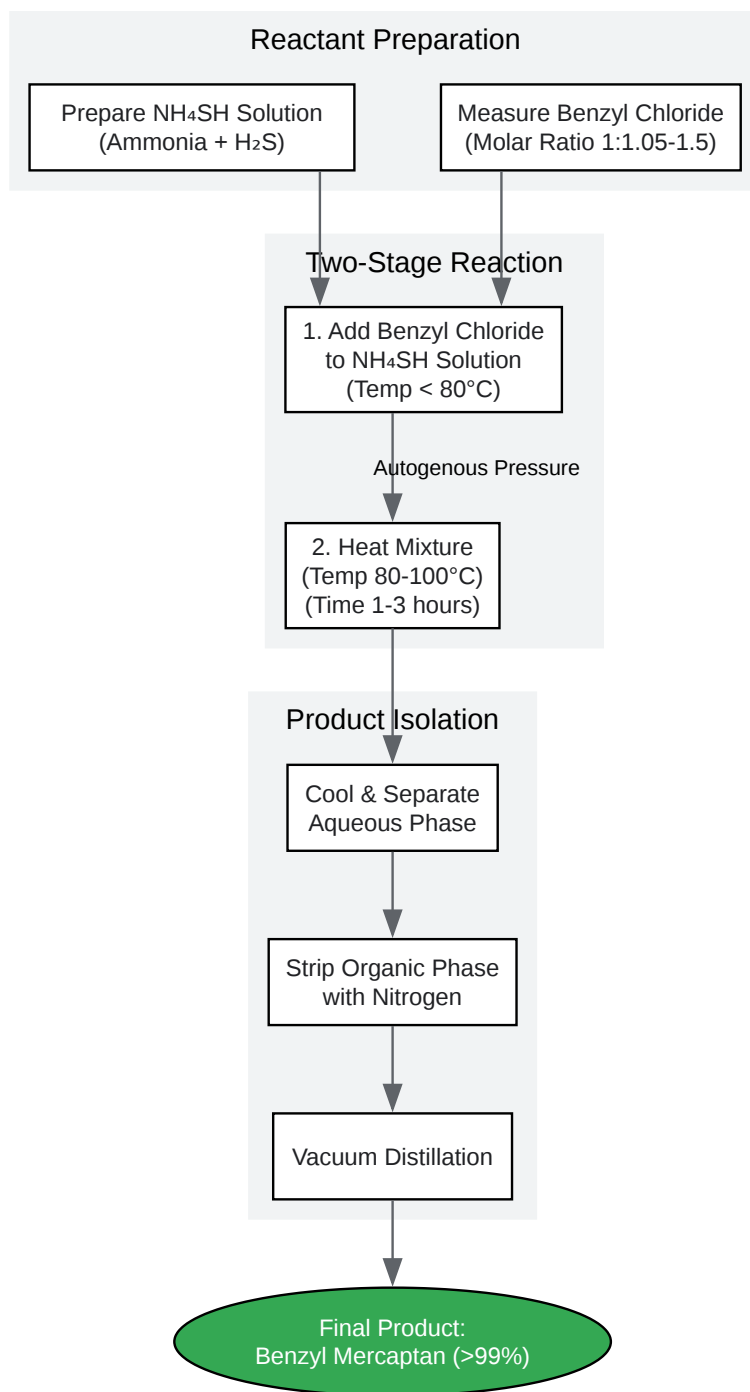 Reactant Preparation
Prepare NH₄SH Solution
(Ammonia + H₂S)
Measure Benzyl Chloride
(Molar Ratio 1:1.05-1.5)
Two-Stage Reaction
1. Add Benzyl Chloride
to NH₄SH Solution
(Temp < 80°C)
Autogenous Pressure
2. Heat Mixture
(Temp 80-100°C)
(Time 1-3 hours)
Product Isolation
Cool & Separate
Aqueous Phase
Strip Organic Phase
with Nitrogen
Vacuum Distillation
Final Product:
Benzyl Mercaptan (>99%)